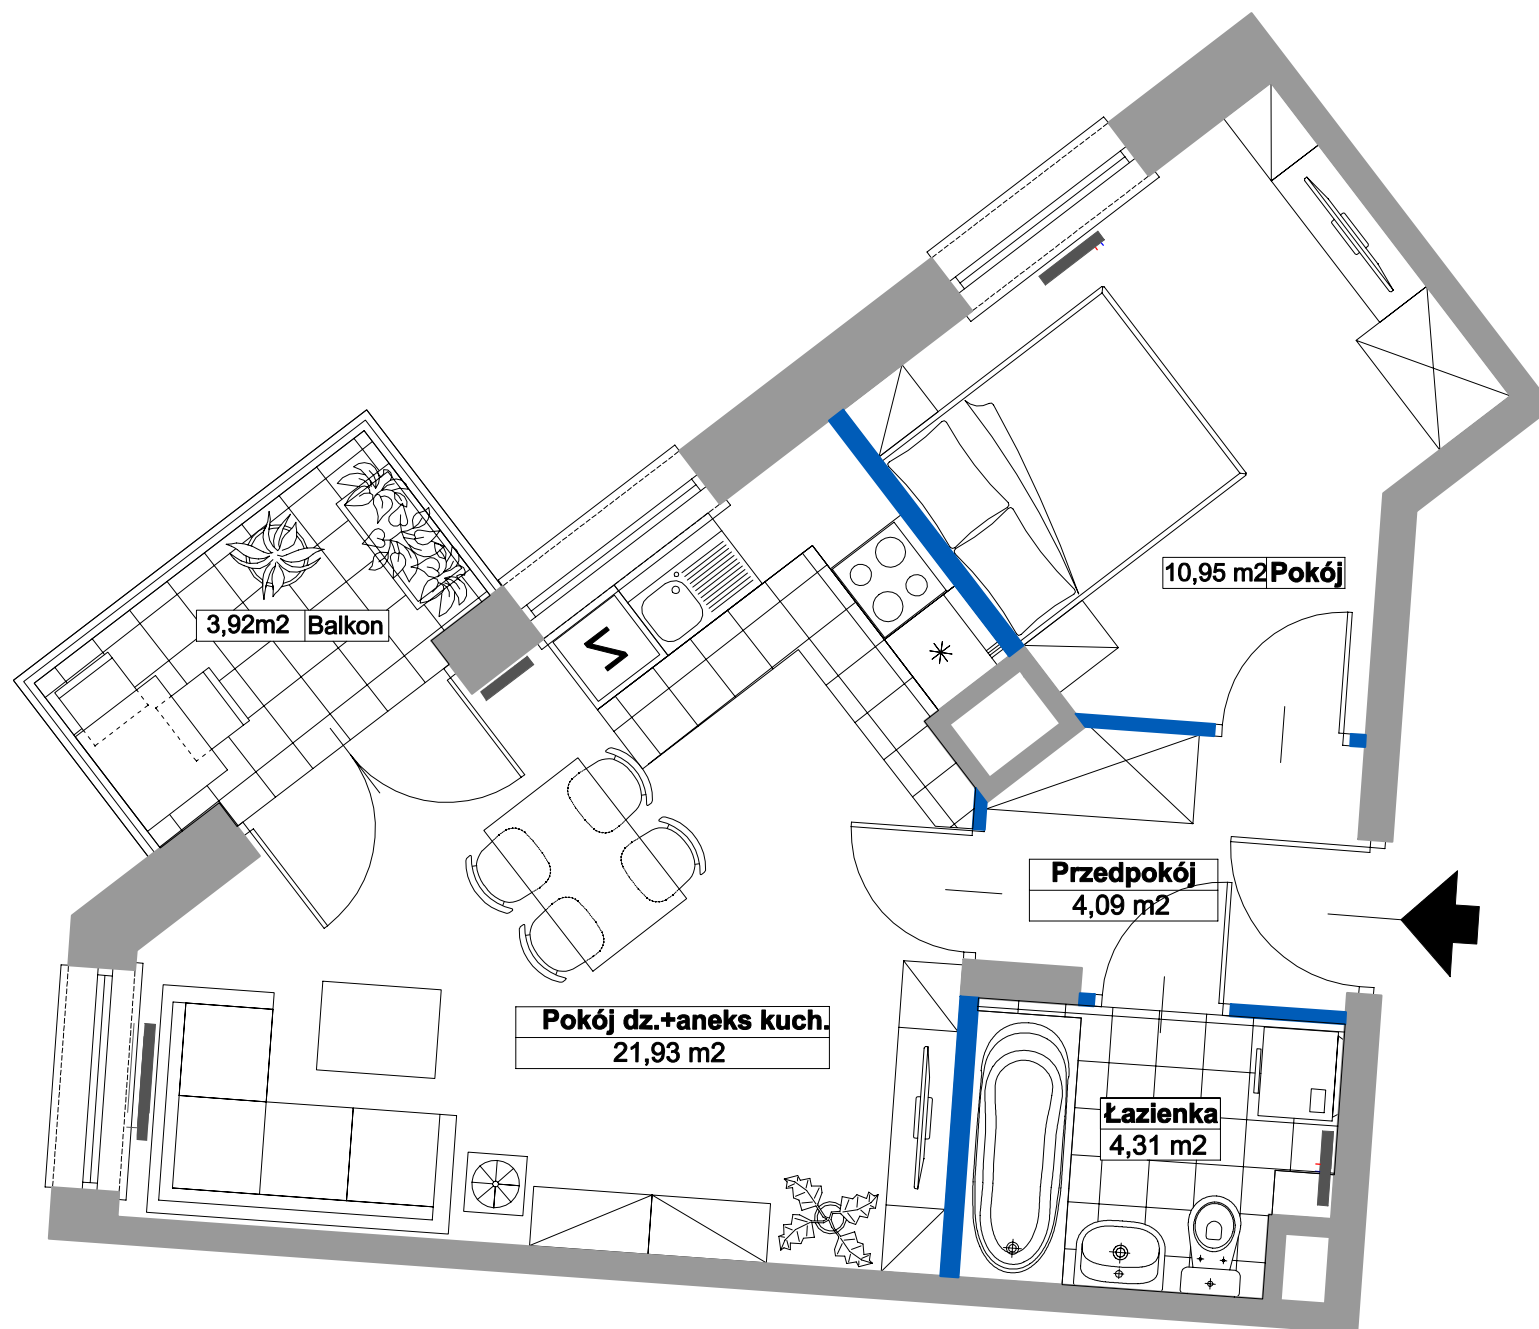 10,95 m2 Pokój
3,92m2 Balkon
Przedpokój
4,09 m2
Pokój dz.+aneks kuch.
21,93 m2
Łazienka
4,31 m2